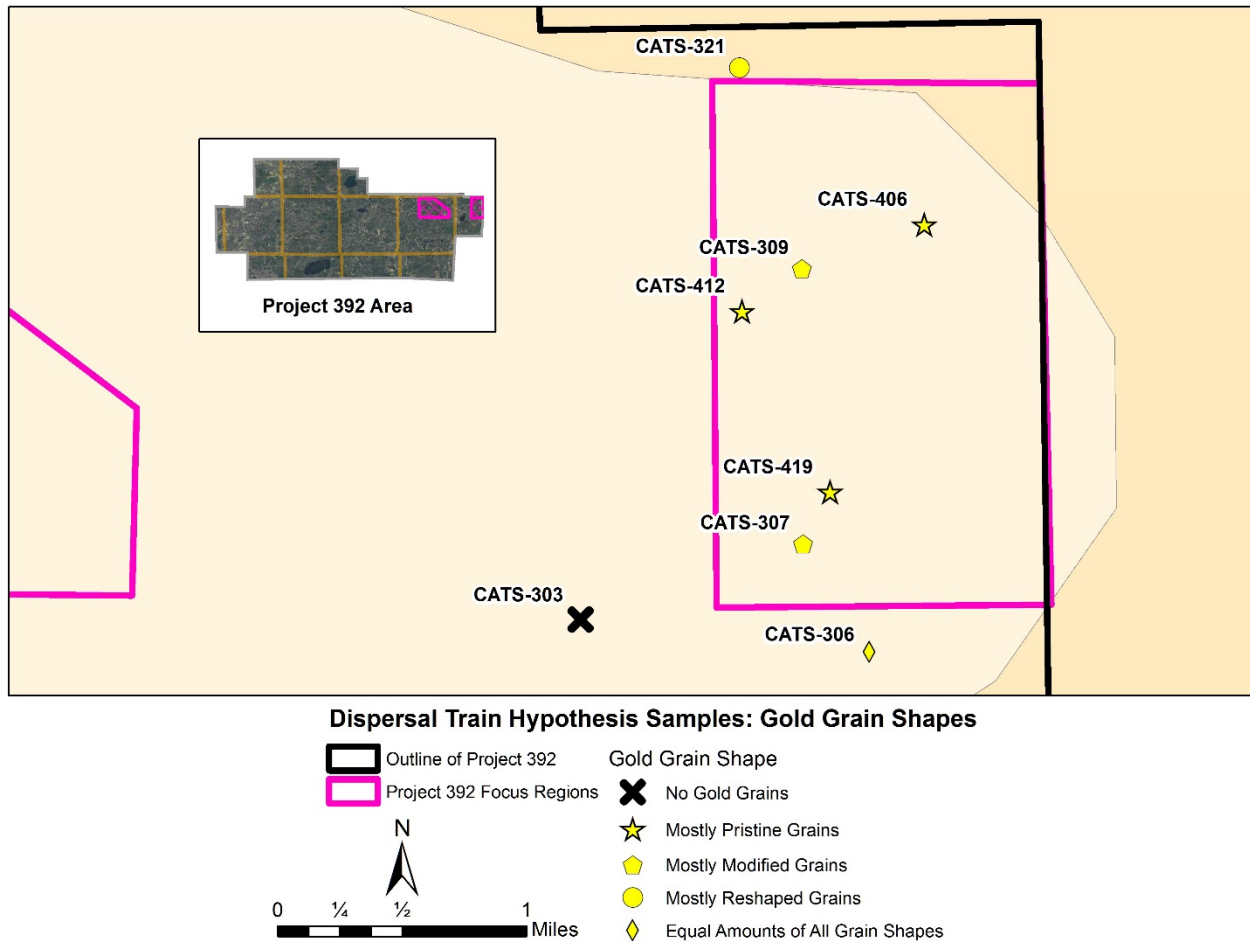 CATS-321
CATS-406
CATS-309
CATS-412
Project 392 Area
CATS-419
CATS-307
CATS-303
CATS-306
Dispersal Train Hypothesis Samples: Gold Grain Shapes
Outline of Project 392
Project 392 Focus Regions
Gold Grain Shape
No Gold Grains
Mostly Pristine Grains
Mostly Modified Grains
Mostly Reshaped Grains
Equal Amounts of All Grain Shapes
N
0 ¼ ½ 1
Miles